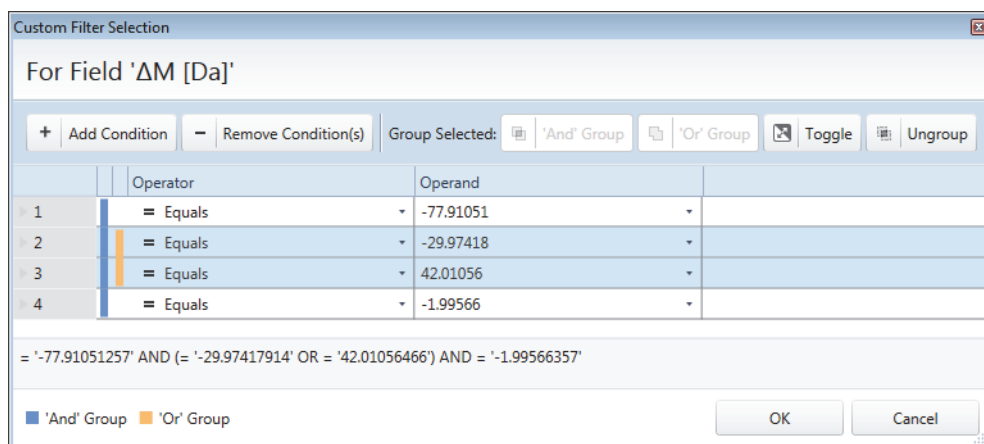 Custom Filter Selection
For Field 'ΔM [Da]'
+ Add Condition − Remove Condition(s) Group Selected: 'And' Group 'Or' Group Toggle Ungroup
Operator Operand
1 = Equals -77.91051
2 = Equals -29.97418
3 = Equals 42.01056
4 = Equals -1.99566
= '-77.91051257' AND (= '-29.97417914' OR = '42.01056466') AND = '-1.99566357'
'And' Group 'Or' Group OK Cancel